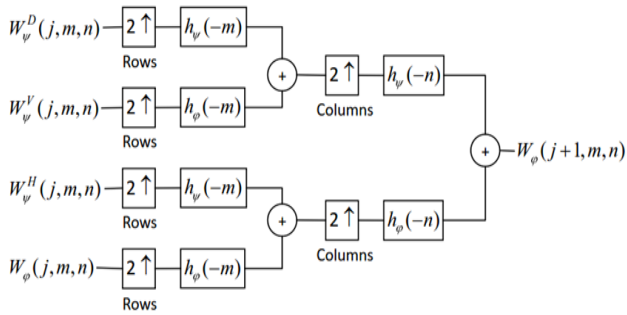 W_ψ^D(j,m,n) 2↑ h_ψ(−m)
Rows
+ 2↑ h_ψ(−n)
Columns
W_ψ^V(j,m,n) 2↑ h_φ(−m)
Rows
+ W_φ(j+1,m,n)
W_ψ^H(j,m,n) 2↑ h_ψ(−m)
Rows
+ 2↑ h_φ(−n)
Columns
W_φ(j,m,n) 2↑ h_φ(−m)
Rows